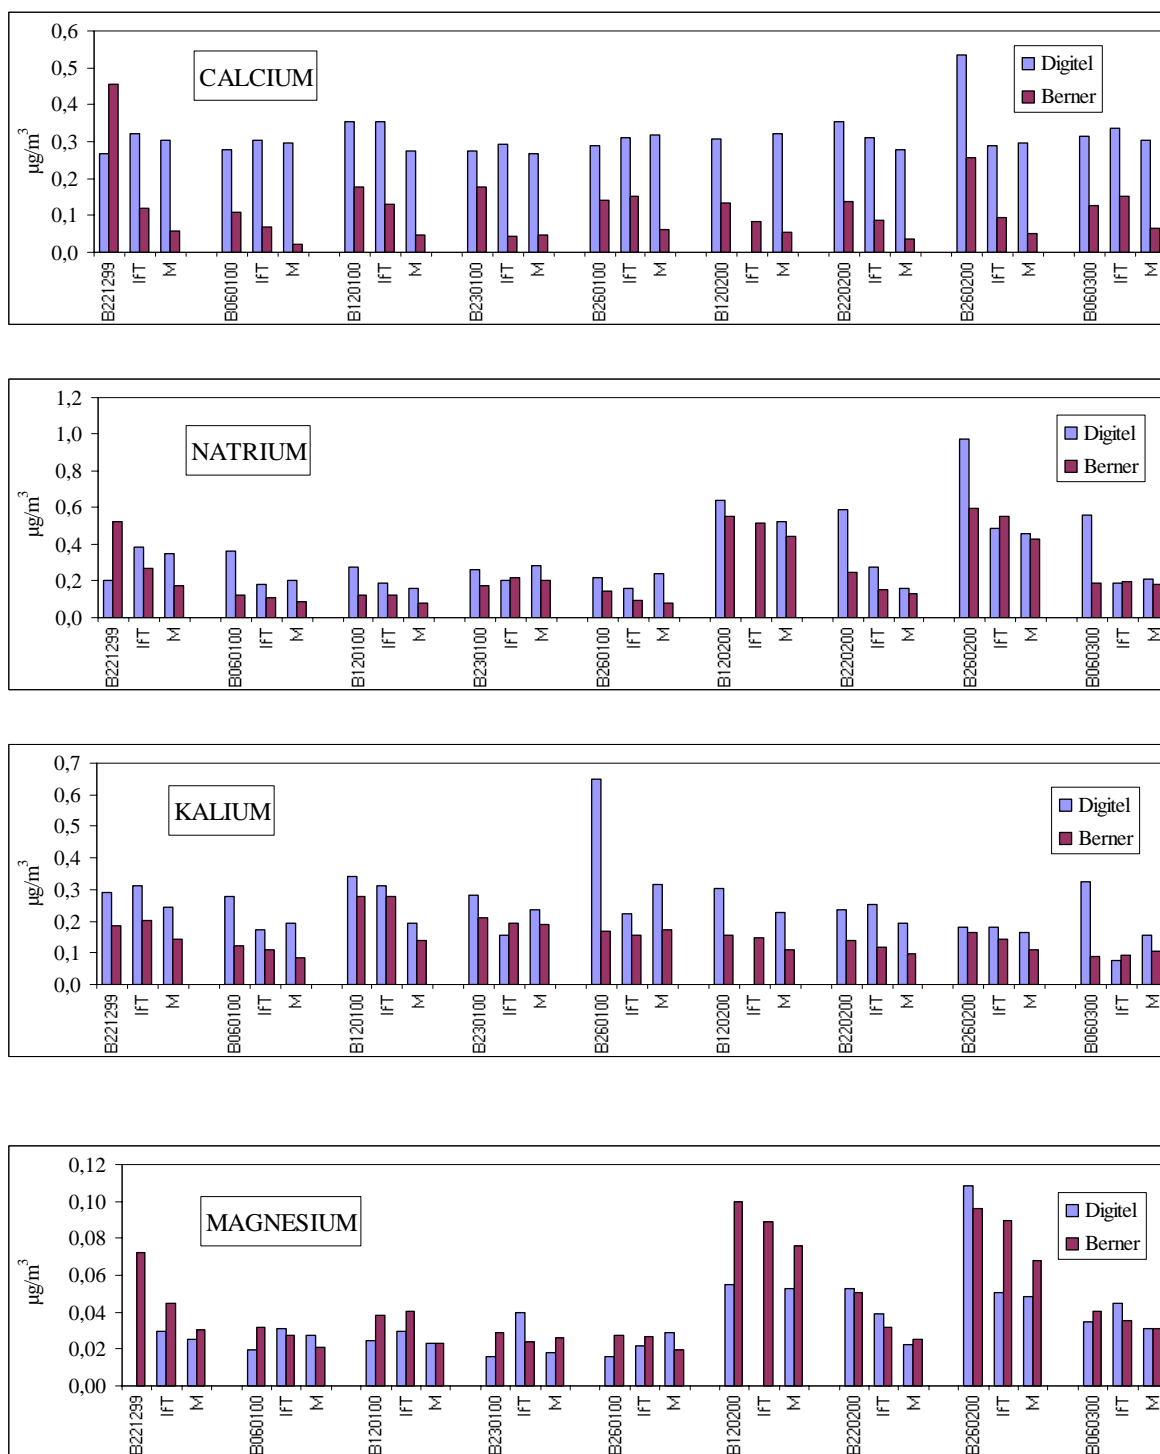 0,6
0,5
0,4
0,3
0,2
0,1
0,0
µg/m³
CALCIUM
Digitel
Berner
B221299 IfT M B060100 IfT M B120100 IfT M B230100 IfT M B260100 IfT M B120200 IfT M B220200 IfT M B260200 IfT M B060300 IfT M
1,2
1,0
0,8
0,6
0,4
0,2
0,0
µg/m³
NATRIUM
Digitel
Berner
B221299 IfT M B060100 IfT M B120100 IfT M B230100 IfT M B260100 IfT M B120200 IfT M B220200 IfT M B260200 IfT M B060300 IfT M
0,7
0,6
0,5
0,4
0,3
0,2
0,1
0,0
µg/m³
KALIUM
Digitel
Berner
B221299 IfT M B060100 IfT M B120100 IfT M B230100 IfT M B260100 IfT M B120200 IfT M B220200 IfT M B260200 IfT M B060300 IfT M
0,12
0,10
0,08
0,06
0,04
0,02
0,00
µg/m³
MAGNESIUM
Digitel
Berner
B221299 IfT M B060100 IfT M B120100 IfT M B230100 IfT M B260100 IfT M B120200 IfT M B220200 IfT M B260200 IfT M B060300 IfT M